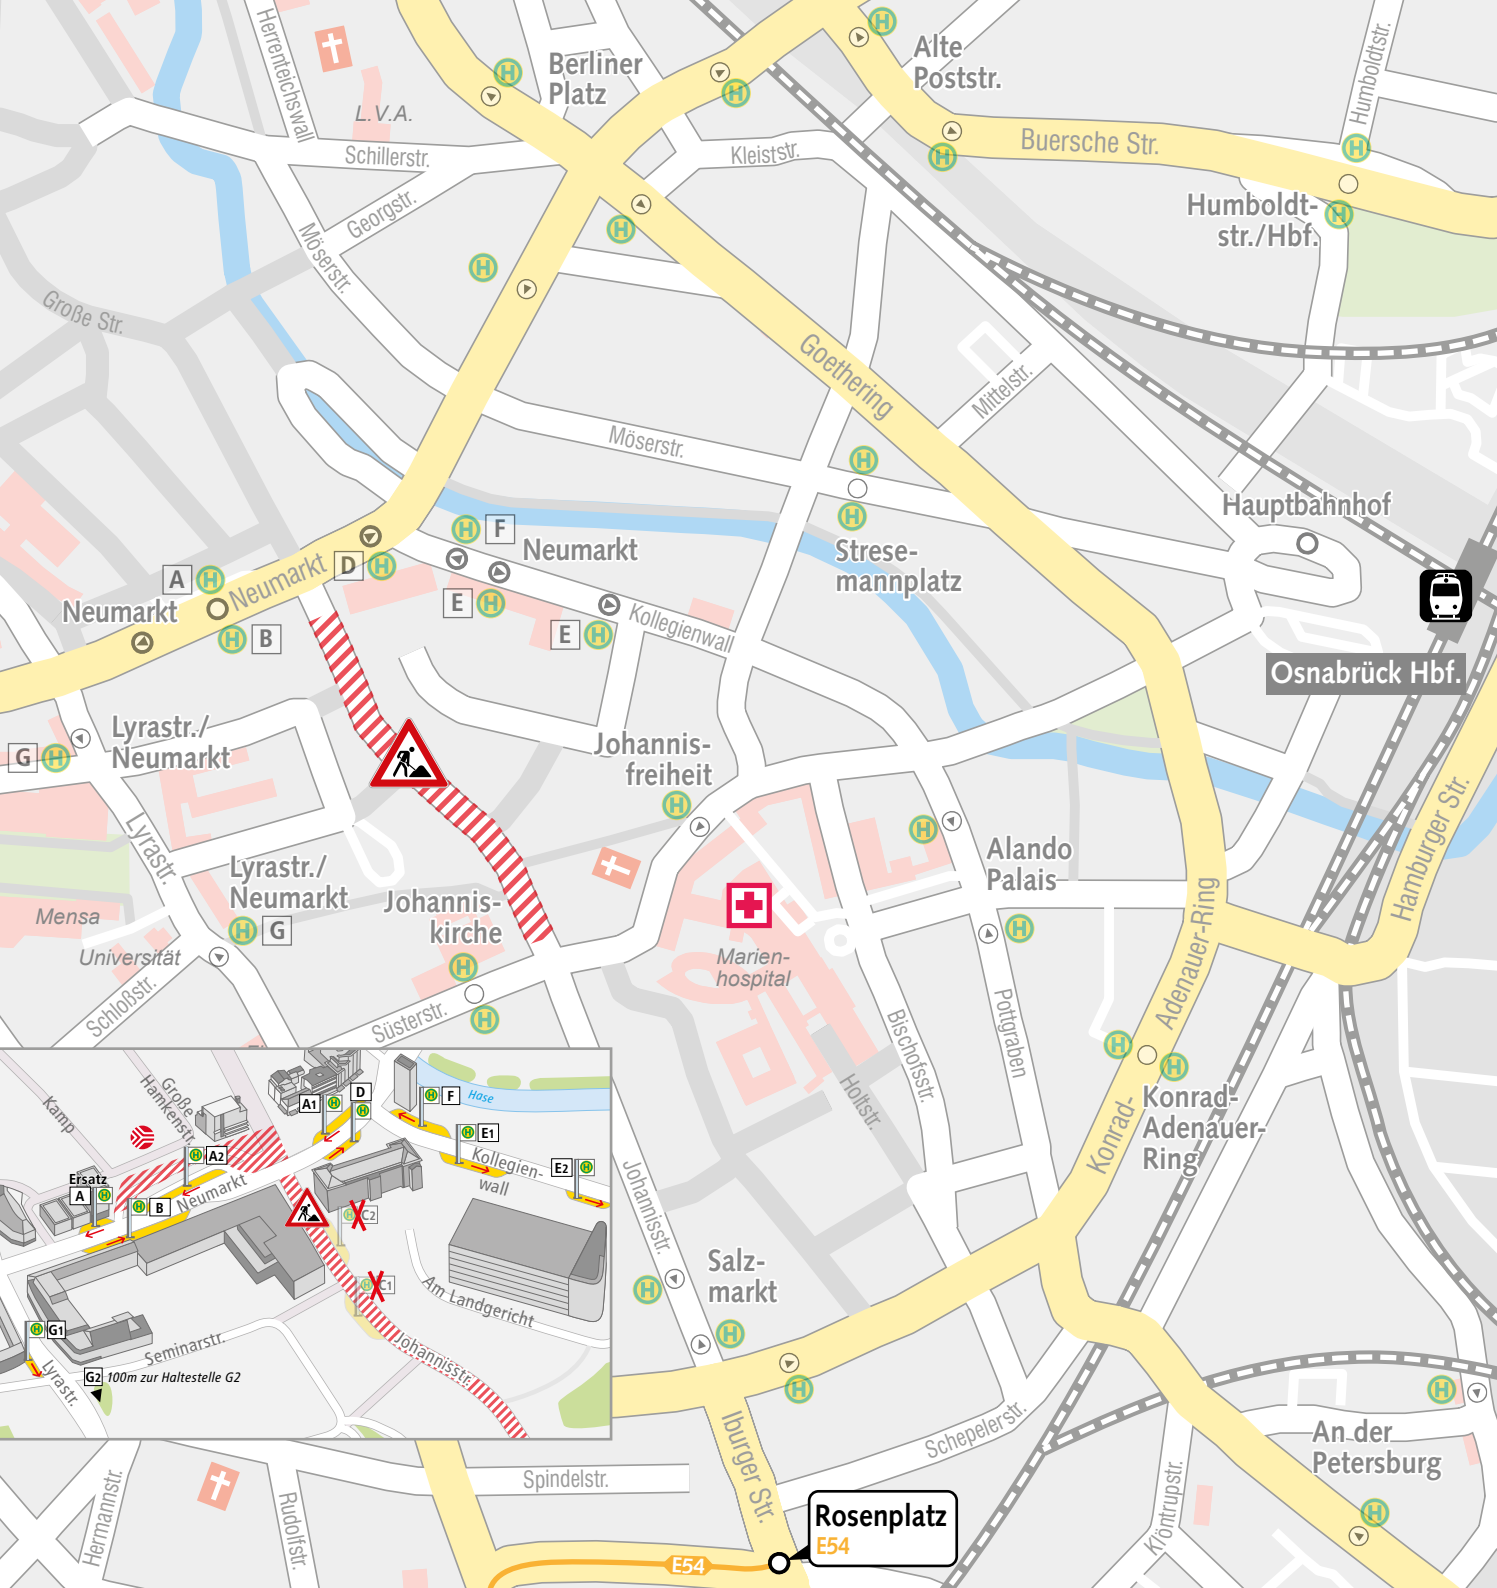 Herrenteichswall
L.V.A.
Berliner
Platz
Alte
Poststr.
Humboldtstr.
Schillerstr.
Kleiststr.
Buersche Str.
Georgstr.
Möserstr.
Humboldt-
str./Hbf.
Große Str.
Goethering
Mittelstr.
Möserstr.
Hauptbahnhof
F
Neumarkt
D
A
Neumarkt
Neumarkt
B
E
E
Kollegienwall
Strese-
mannplatz
Osnabrück Hbf.
Lyrastr./
Neumarkt
G
Johannis-
freiheit
Lyrastr.
Lyrastr./
Neumarkt
G
Johannis-
kirche
Alando
Palais
Hamburger Str.
Mensa
Universität
Marien-
hospital
Schloßstr.
Süsterstr.
Bischofsstr.
Pottgraben
Konrad-
Adenauer-Ring
Holtstr.
Konrad-
Adenauer-
Ring
Johannisstr.
Salz-
markt
Iburger Str.
Schepelerstr.
An der
Petersburg
Klöntrupstr.
Spindelstr.
Hermannstr.
Rudolfstr.
Rosenplatz
E54
E54
Kamp
Große
Hamkenstr.
A1
D
F
Hase
E1
E2
Kollegien-
wall
A2
Ersatz
A
B
Neumarkt
C2
C1
Am Landgericht
Johannisstr.
G1
Seminarstr.
Lyrastr.
G2 100m zur Haltestelle G2